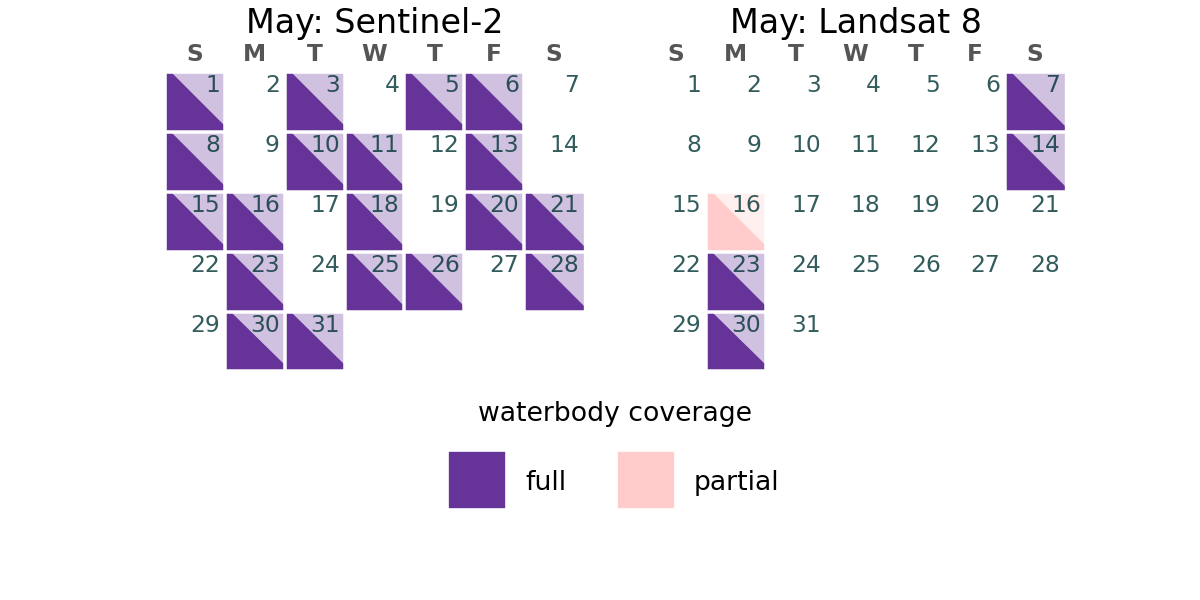 May: Sentinel-2
S M T W T F S
1 2 3 4 5 6 7
8 9 10 11 12 13 14
15 16 17 18 19 20 21
22 23 24 25 26 27 28
29 30 31
May: Landsat 8
S M T W T F S
1 2 3 4 5 6 7
8 9 10 11 12 13 14
15 16 17 18 19 20 21
22 23 24 25 26 27 28
29 30 31
waterbody coverage
full partial